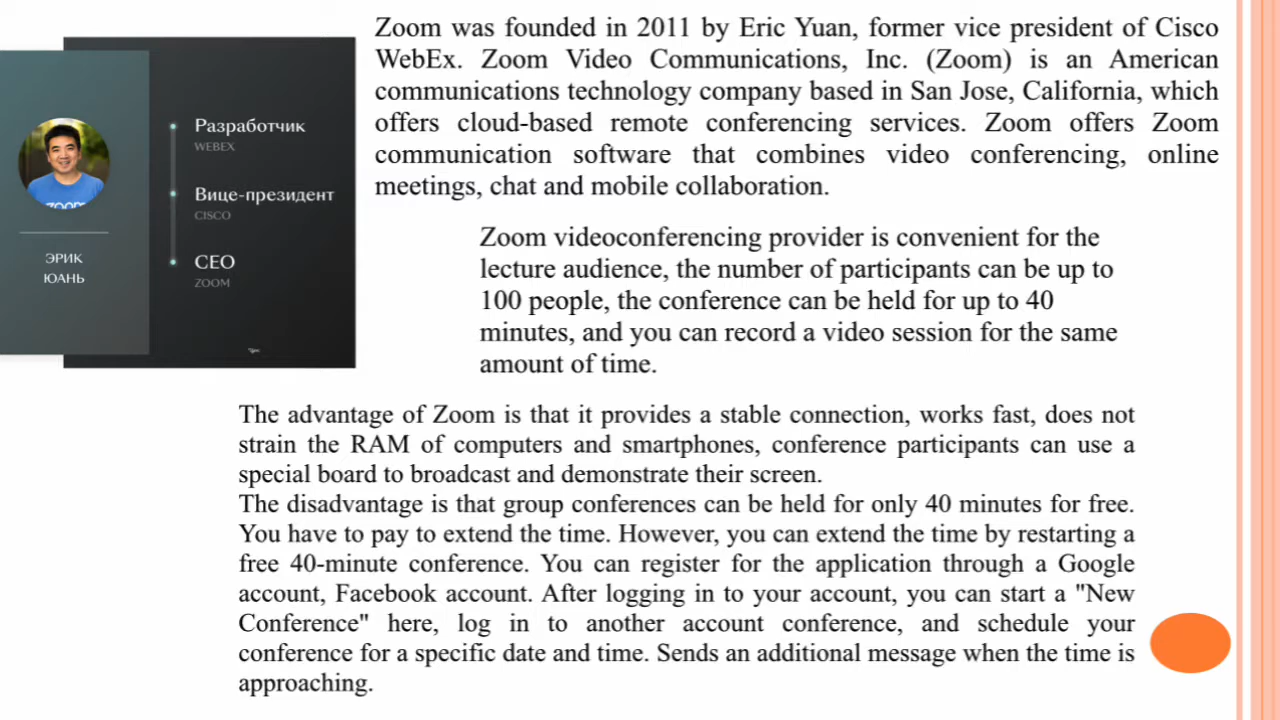 Разработчик
WEBEX
Вице-президент
CISCO
CEO
ZOOM
ЭРИК
ЮАНЬ
zoom
Zoom was founded in 2011 by Eric Yuan, former vice president of Cisco
WebEx. Zoom Video Communications, Inc. (Zoom) is an American
communications technology company based in San Jose, California, which
offers cloud-based remote conferencing services. Zoom offers Zoom
communication software that combines video conferencing, online
meetings, chat and mobile collaboration.
Zoom videoconferencing provider is convenient for the
lecture audience, the number of participants can be up to
100 people, the conference can be held for up to 40
minutes, and you can record a video session for the same
amount of time.
The advantage of Zoom is that it provides a stable connection, works fast, does not
strain the RAM of computers and smartphones, conference participants can use a
special board to broadcast and demonstrate their screen.
The disadvantage is that group conferences can be held for only 40 minutes for free.
You have to pay to extend the time. However, you can extend the time by restarting a
free 40-minute conference. You can register for the application through a Google
account, Facebook account. After logging in to your account, you can start a "New
Conference" here, log in to another account conference, and schedule your
conference for a specific date and time. Sends an additional message when the time is
approaching.